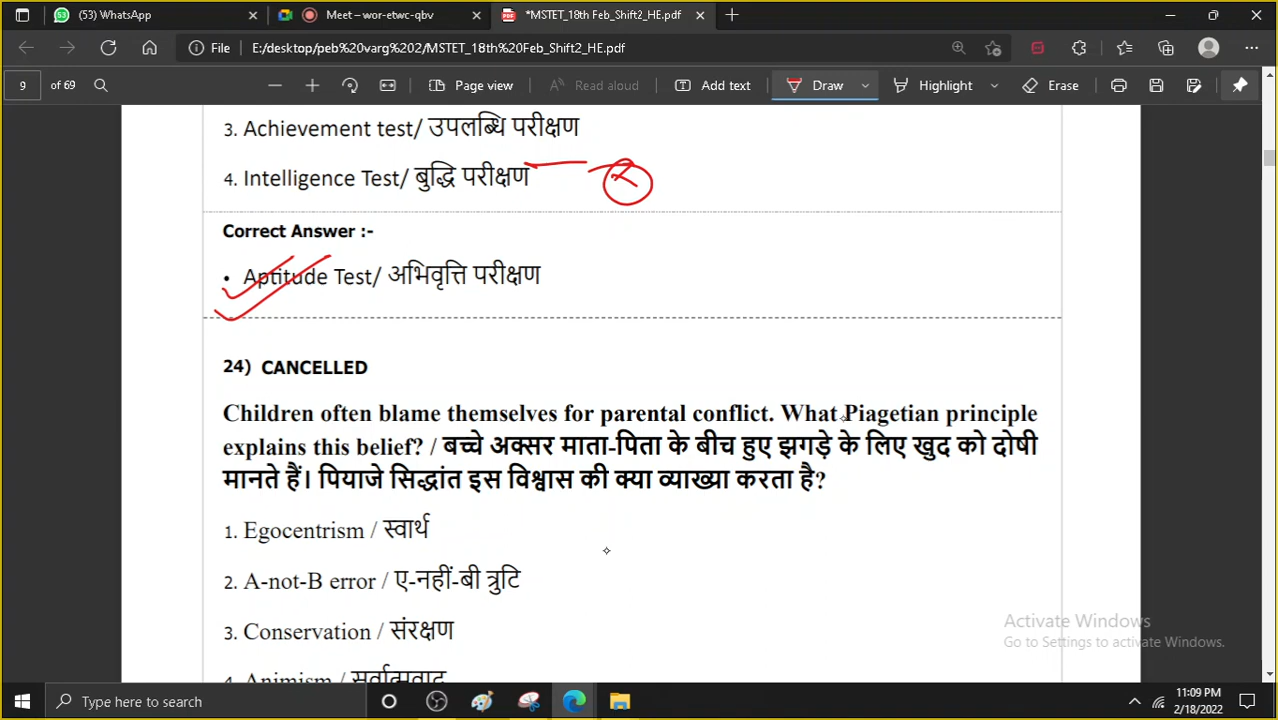 (53) WhatsApp
Meet – wor-etwc-qbv
*MSTET_18th Feb_Shift2_HE.pdf
File
E:/desktop/peb%20varg%202/MSTET_18th%20Feb_Shift2_HE.pdf
9 of 69
Page view
Read aloud
Add text
Draw
Highlight
Erase
3. Achievement test/ उपलब्धि परीक्षण
4. Intelligence Test/ बुद्धि परीक्षण
Correct Answer :-
• Aptitude Test/ अभिवृत्ति परीक्षण
24) CANCELLED
Children often blame themselves for parental conflict. What Piagetian principle
explains this belief? / बच्चे अक्सर माता-पिता के बीच हुए झगड़े के लिए खुद को दोषी
मानते हैं। पियाजे सिद्धांत इस विश्वास की क्या व्याख्या करता है?
1. Egocentrism / स्वार्थ
2. A-not-B error / ए-नहीं-बी त्रुटि
3. Conservation / संरक्षण
4. Animism / सर्वात्मवाद
Activate Windows
Go to Settings to activate Windows.
Type here to search
11:09 PM
2/18/2022